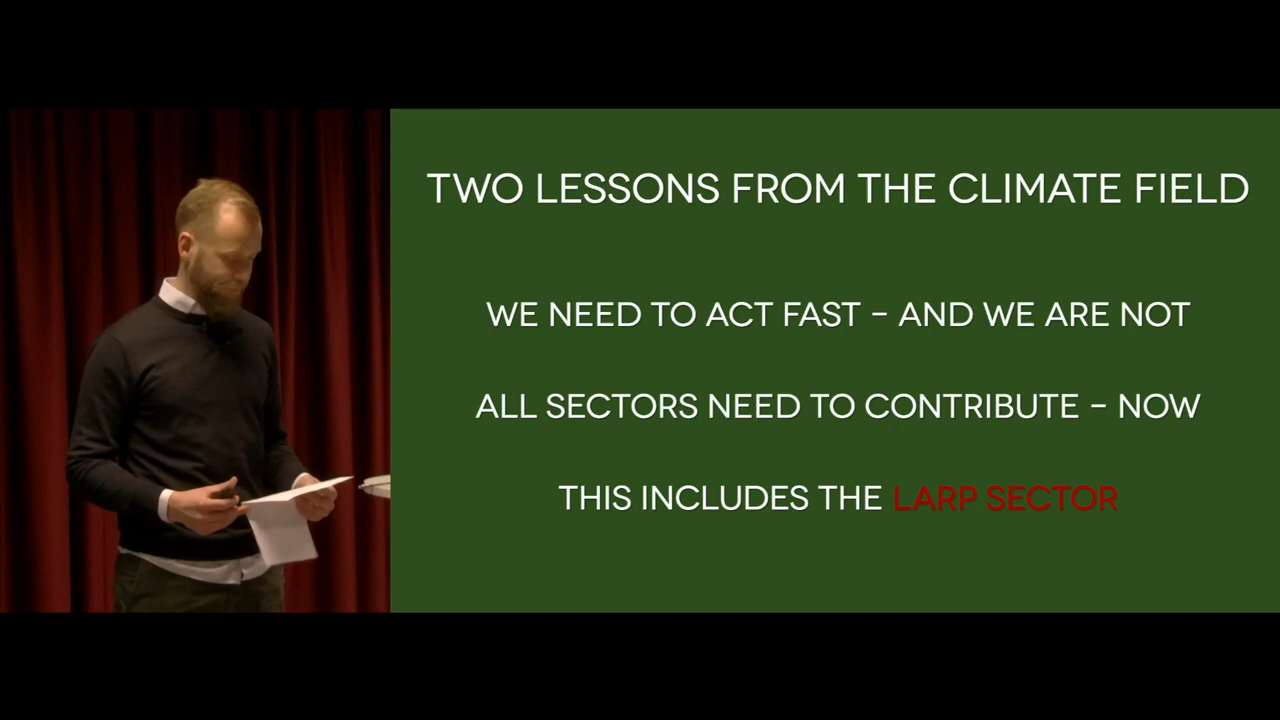 TWO LESSONS FROM THE CLIMATE FIELD
WE NEED TO ACT FAST – AND WE ARE NOT
ALL SECTORS NEED TO CONTRIBUTE – NOW
THIS INCLUDES THE LARP SECTOR